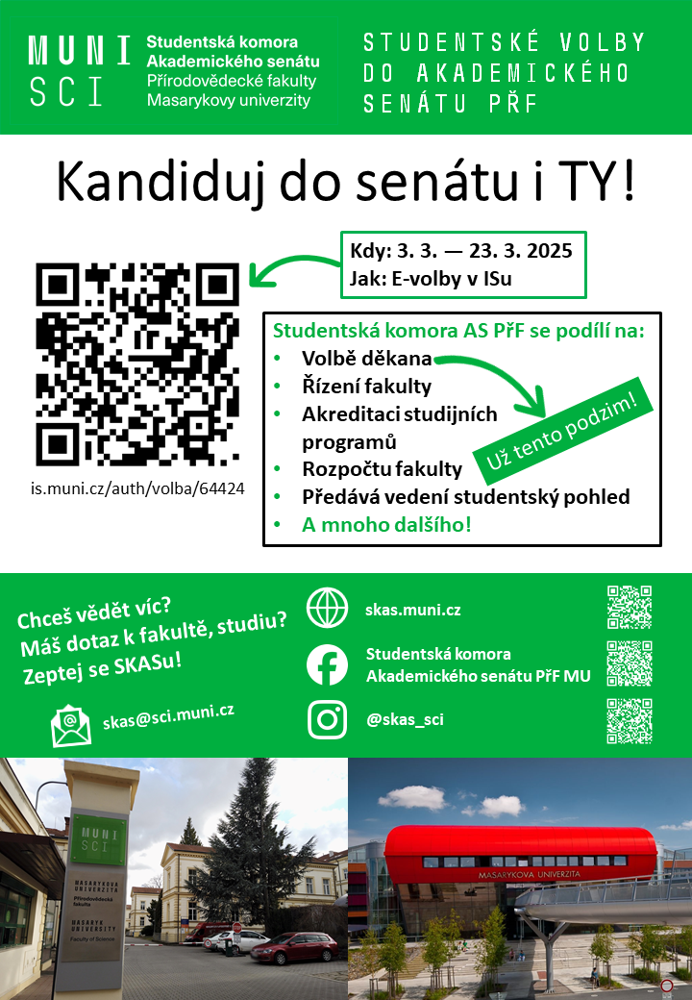 MUNI
SCI
Studentská komora
Akademického senátu
Přírodovědecké fakulty
Masarykovy univerzity
STUDENTSKÉ VOLBY
DO AKADEMICKÉHO
SENÁTU PŘF
Kandiduj do senátu i TY!
Kdy: 3. 3. — 23. 3. 2025
Jak: E-volby v ISu
is.muni.cz/auth/volba/64424
Studentská komora AS PřF se podílí na:
• Volbě děkana
• Řízení fakulty
• Akreditaci studijních
programů
• Rozpočtu fakulty
• Předává vedení studentský pohled
• A mnoho dalšího!
Už tento podzim!
Chceš vědět víc?
Máš dotaz k fakultě, studiu?
Zeptej se SKASu!
skas@sci.muni.cz
skas.muni.cz
Studentská komora
Akademického senátu PřF MU
@skas_sci
MUNI
SCI
MASARYKOVA
UNIVERZITA
Přírodovědecká
fakulta
MASARYK
UNIVERSITY
Faculty of Science
MASARYKOVA UNIVERZITA